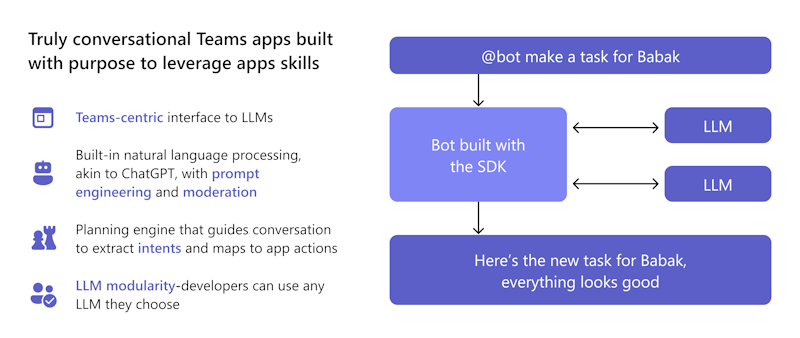 Truly conversational Teams apps built
with purpose to leverage apps skills
Teams-centric interface to LLMs
Built-in natural language processing,
akin to ChatGPT, with prompt
engineering and moderation
Planning engine that guides conversation
to extract intents and maps to app actions
LLM modularity-developers can use any
LLM they choose
@bot make a task for Babak
Bot built with
the SDK
LLM
LLM
Here's the new task for Babak,
everything looks good